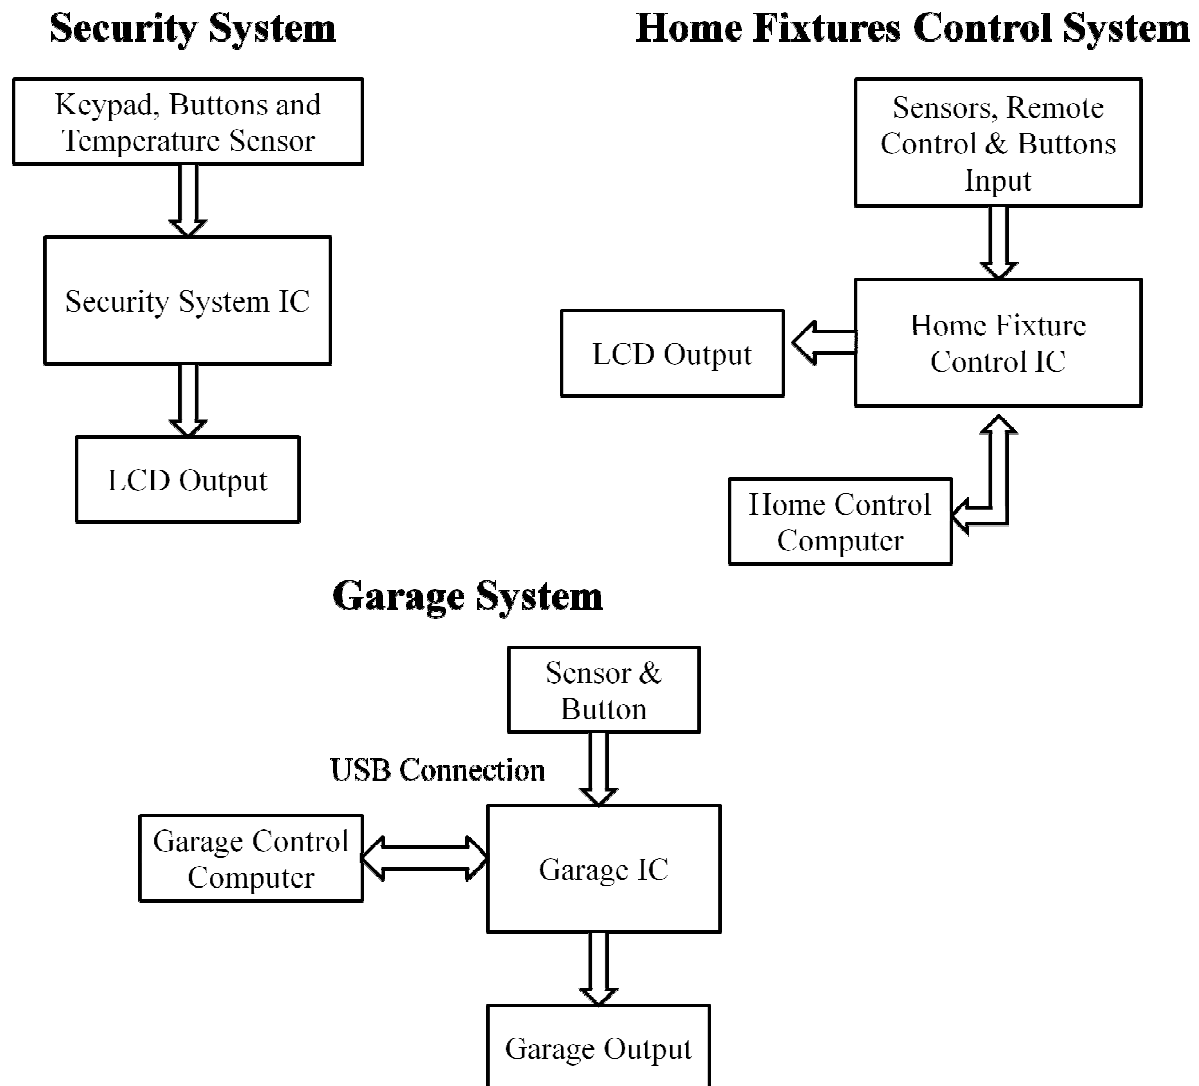 Security System
Keypad, Buttons and
Temperature Sensor
Security System IC
LCD Output
Home Fixtures Control System
Sensors, Remote
Control & Buttons
Input
Home Fixture
Control IC
LCD Output
Home Control
Computer
Garage System
Sensor &
Button
USB Connection
Garage Control
Computer
Garage IC
Garage Output